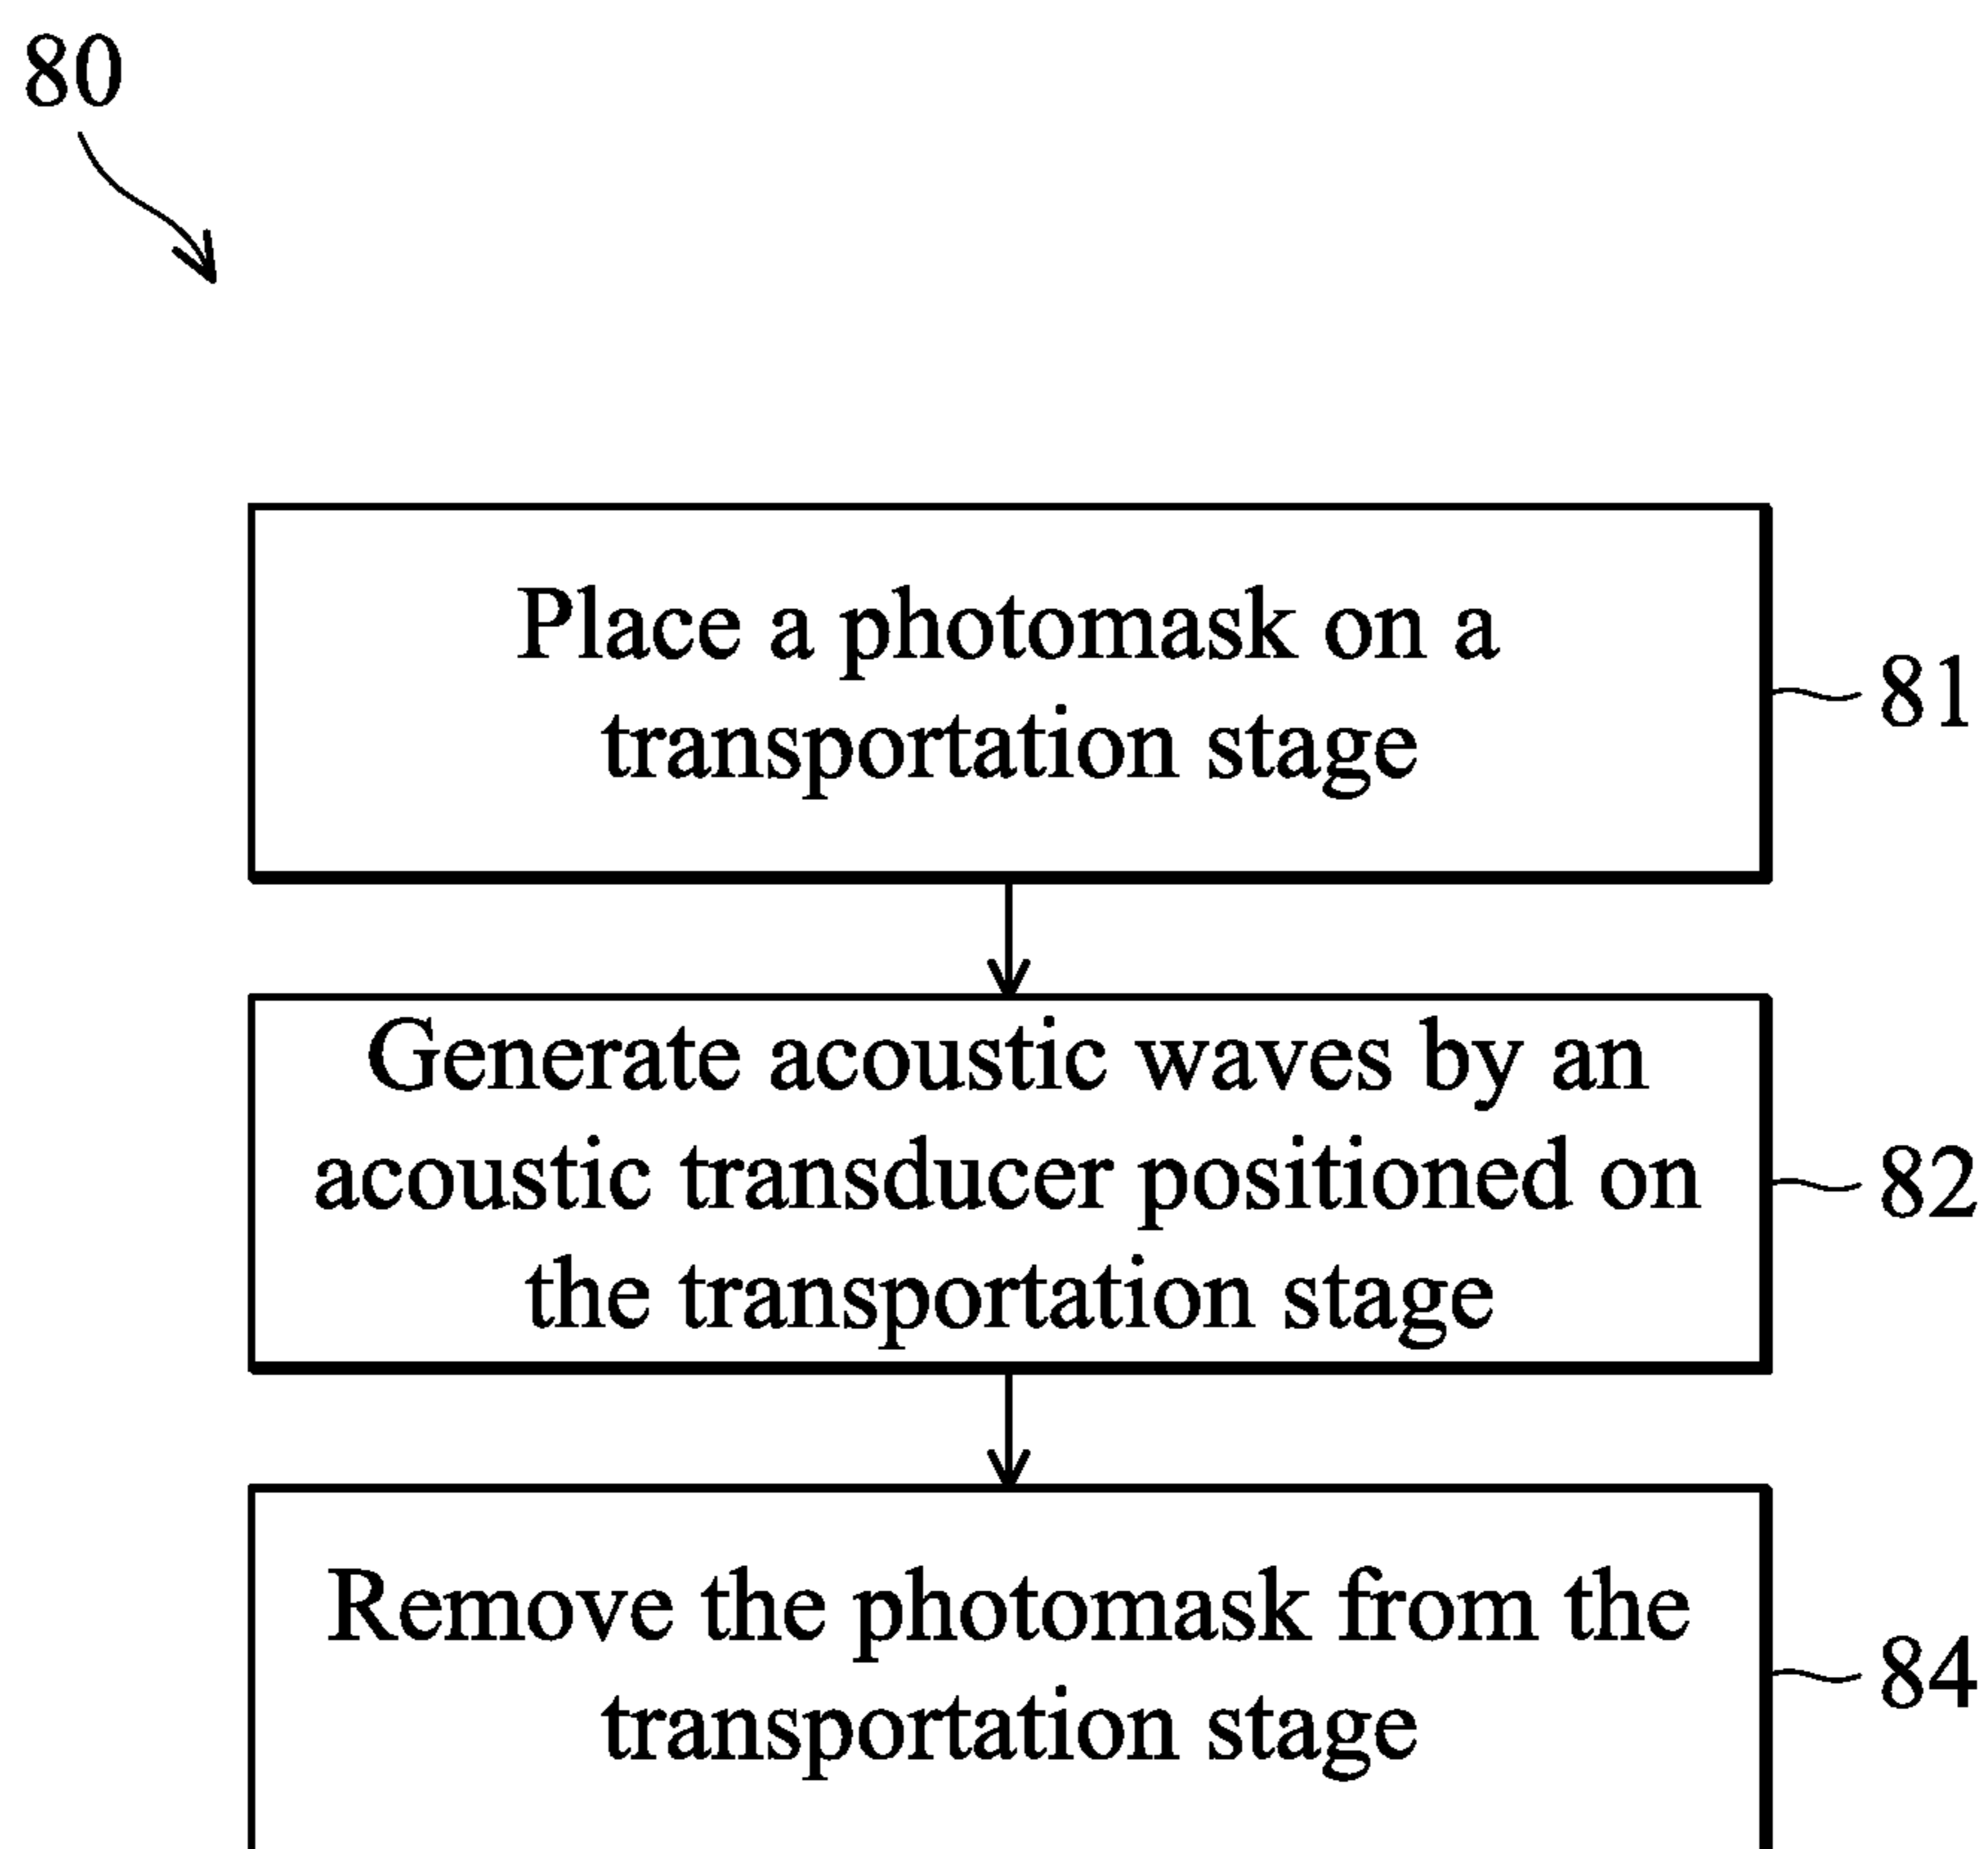 80
Place a photomask on a
transportation stage
81
Generate acoustic waves by an
acoustic transducer positioned on
the transportation stage
82
Remove the photomask from the
transportation stage
84